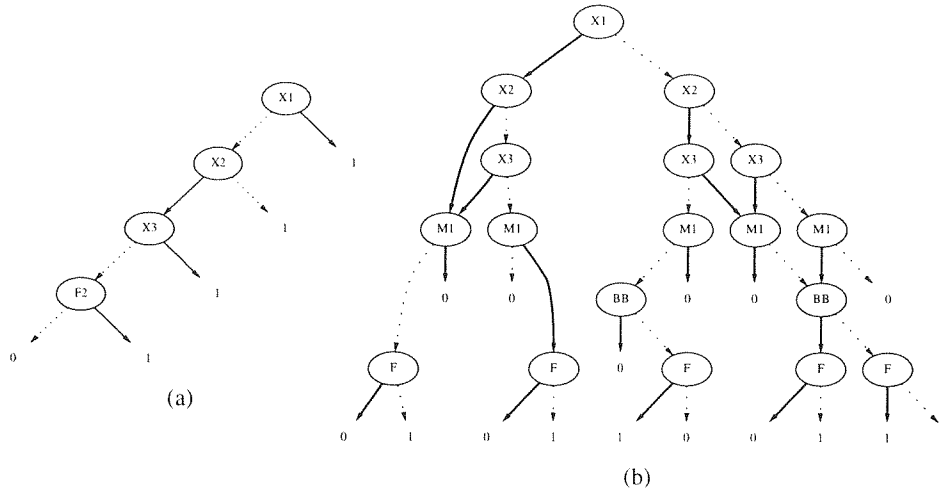 X1
1
X2
1
X3
1
F2
0 1
(a)
X1
X2 X2
X3 X3 X3
M1 M1 M1 M1 M1
0 0 BB 0 0 BB 0
0
F F F F F
0 1 0 1 1 0 0 1 1
(b)